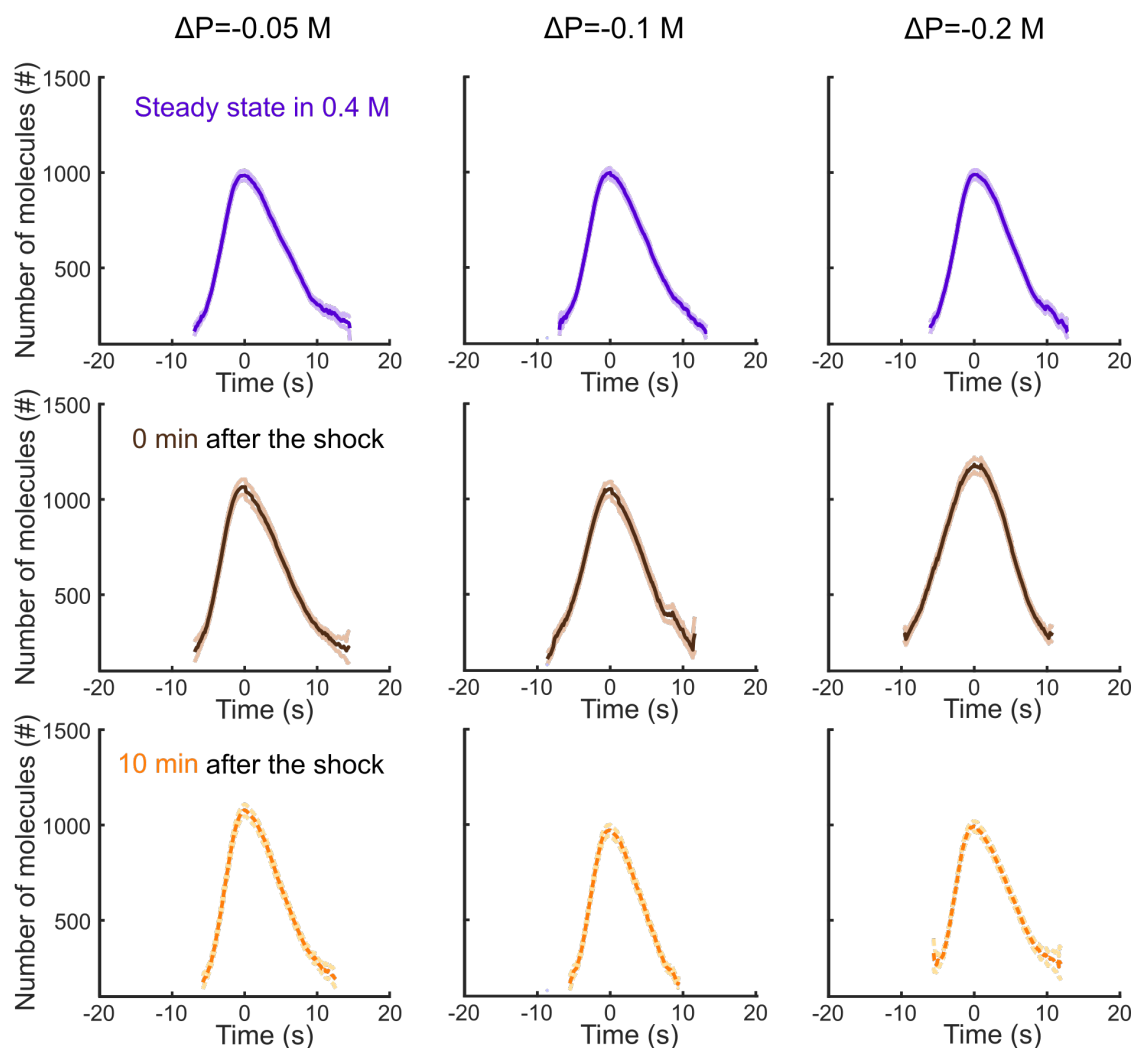 ΔP=-0.05 M ΔP=-0.1 M ΔP=-0.2 M
Number of molecules (#)
1500
1000
500
Steady state in 0.4 M
-20 -10 0 10 20 -20 -10 0 10 20 -20 -10 0 10 20
Time (s) Time (s) Time (s)
Number of molecules (#)
1500
1000
500
0 min after the shock
-20 -10 0 10 20 -20 -10 0 10 20 -20 -10 0 10 20
Time (s) Time (s) Time (s)
Number of molecules (#)
1500
1000
500
10 min after the shock
-20 -10 0 10 20 -20 -10 0 10 20 -20 -10 0 10 20
Time (s) Time (s) Time (s)